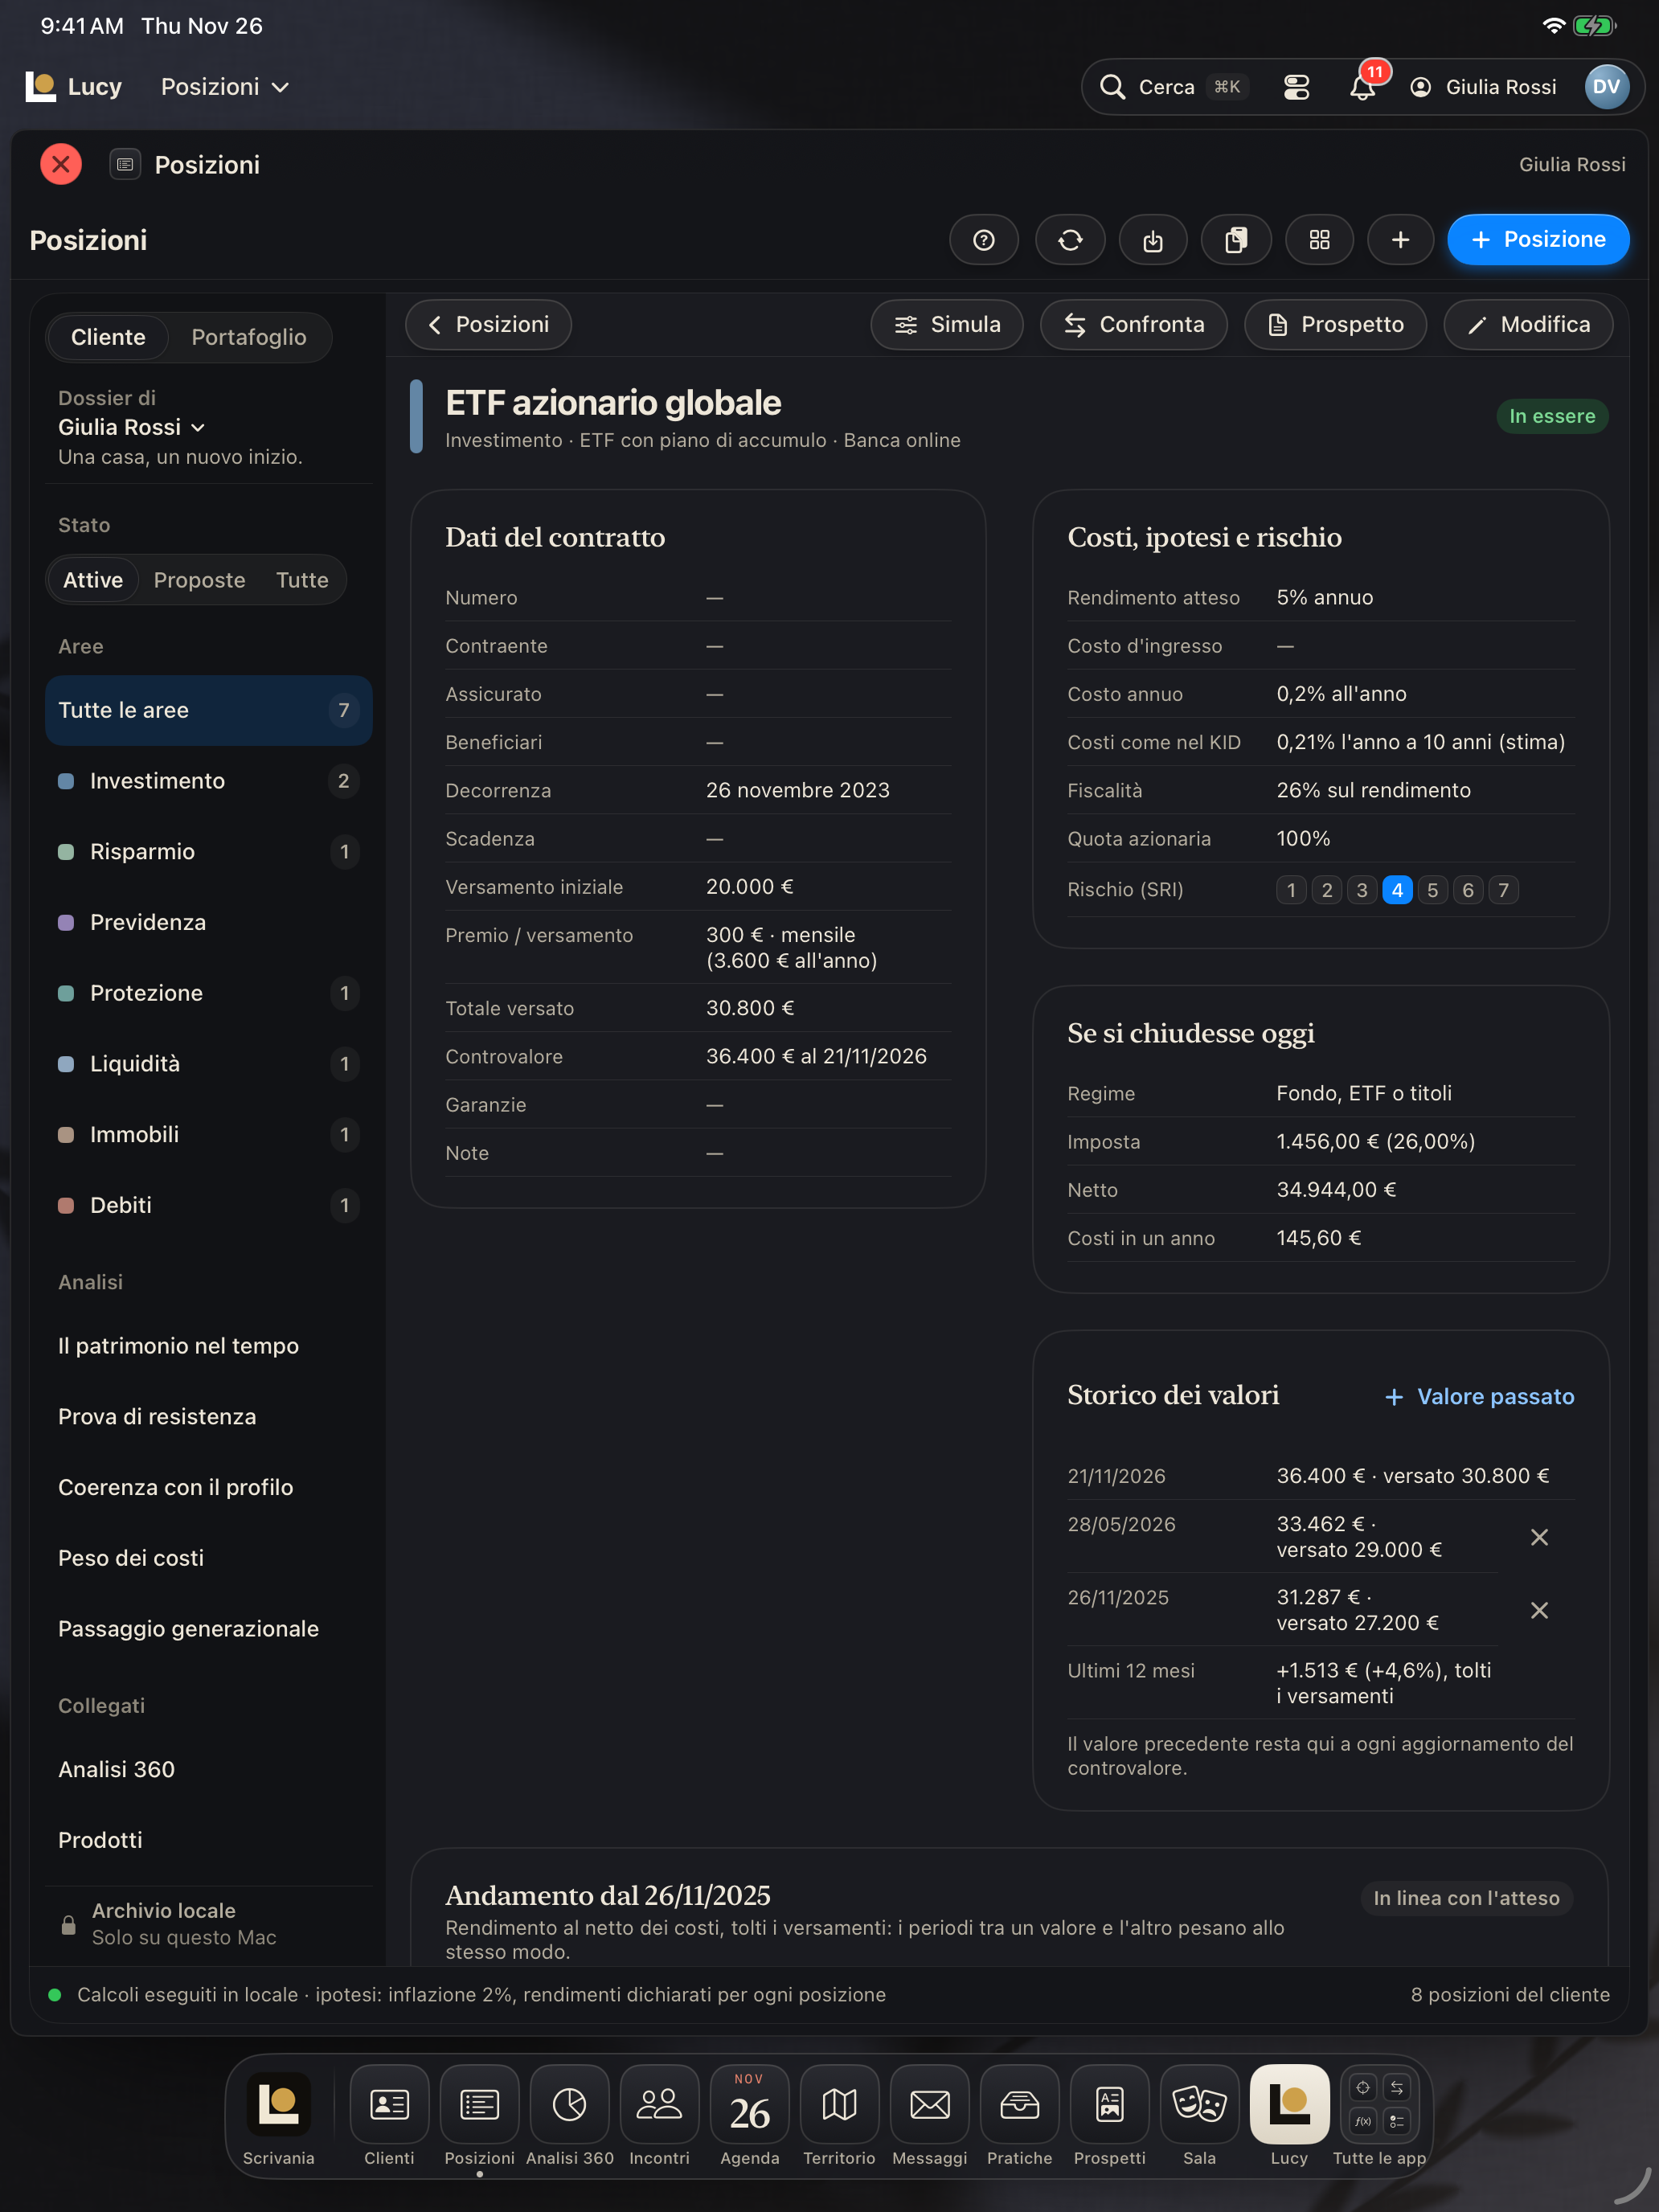 9:41 AM Thu Nov 26
Lucy
Posizioni
Cerca ⌘K
11
Giulia Rossi
DV
Posizioni
Giulia Rossi
Posizioni
+ Posizione
Cliente
Portafoglio
Dossier di
Giulia Rossi
Una casa, un nuovo inizio.
Stato
Attive
Proposte
Tutte
Aree
Tutte le aree 7
Investimento 2
Risparmio 1
Previdenza
Protezione 1
Liquidità 1
Immobili 1
Debiti 1
Analisi
Il patrimonio nel tempo
Prova di resistenza
Coerenza con il profilo
Peso dei costi
Passaggio generazionale
Collegati
Analisi 360
Prodotti
Archivio locale
Solo su questo Mac
Posizioni
Simula
Confronta
Prospetto
Modifica
ETF azionario globale
Investimento · ETF con piano di accumulo · Banca online
In essere
Dati del contratto
Numero —
Contraente —
Assicurato —
Beneficiari —
Decorrenza 26 novembre 2023
Scadenza —
Versamento iniziale 20.000 €
Premio / versamento 300 € · mensile
(3.600 € all'anno)
Totale versato 30.800 €
Controvalore 36.400 € al 21/11/2026
Garanzie —
Note —
Costi, ipotesi e rischio
Rendimento atteso 5% annuo
Costo d'ingresso —
Costo annuo 0,2% all'anno
Costi come nel KID 0,21% l'anno a 10 anni (stima)
Fiscalità 26% sul rendimento
Quota azionaria 100%
Rischio (SRI) 1 2 3 4 5 6 7
Se si chiudesse oggi
Regime Fondo, ETF o titoli
Imposta 1.456,00 € (26,00%)
Netto 34.944,00 €
Costi in un anno 145,60 €
Storico dei valori
+ Valore passato
21/11/2026 36.400 € · versato 30.800 €
28/05/2026 33.462 € ·
versato 29.000 €
26/11/2025 31.287 € ·
versato 27.200 €
Ultimi 12 mesi +1.513 € (+4,6%), tolti
i versamenti
Il valore precedente resta qui a ogni aggiornamento del
controvalore.
Andamento dal 26/11/2025
In linea con l'atteso
Rendimento al netto dei costi, tolti i versamenti: i periodi tra un valore e l'altro pesano allo
stesso modo.
Calcoli eseguiti in locale · ipotesi: inflazione 2%, rendimenti dichiarati per ogni posizione
8 posizioni del cliente
NOV
26
f(x)
Scrivania
Clienti
Posizioni
Analisi 360
Incontri
Agenda
Territorio
Messaggi
Pratiche
Prospetti
Sala
Lucy
Tutte le app